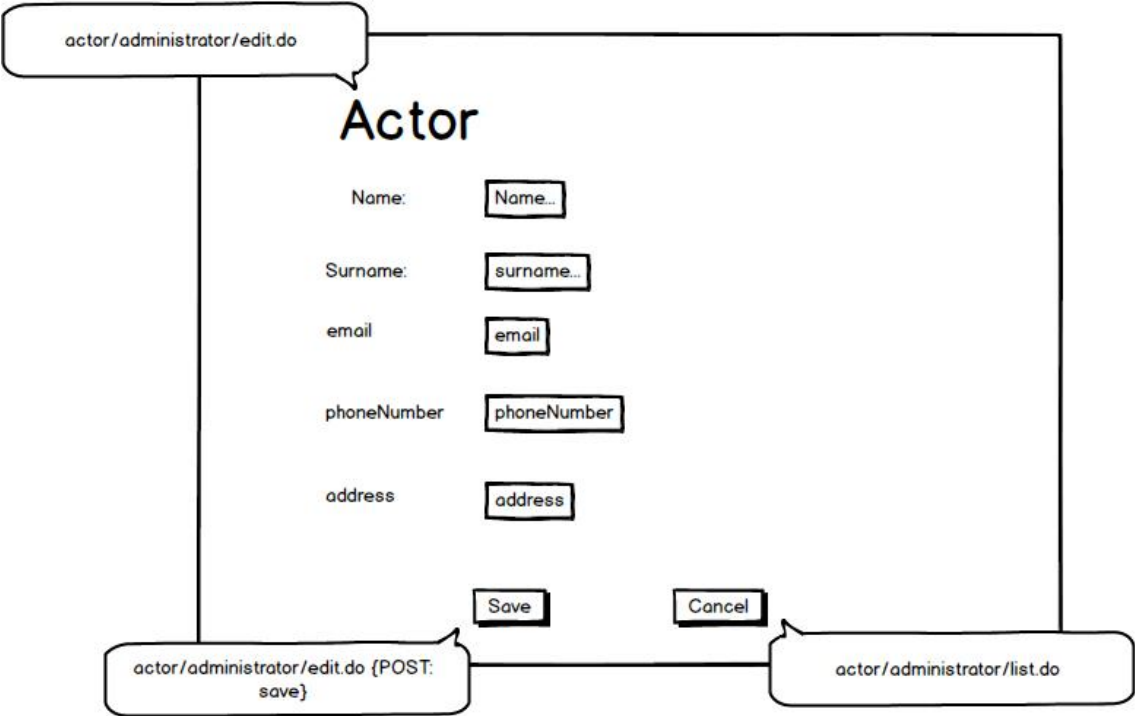 actor/administrator/edit.do
Actor
Name: Name...
Surname: surname...
email email
phoneNumber phoneNumber
address address
Save Cancel
actor/administrator/edit.do {POST:
save}
actor/administrator/list.do